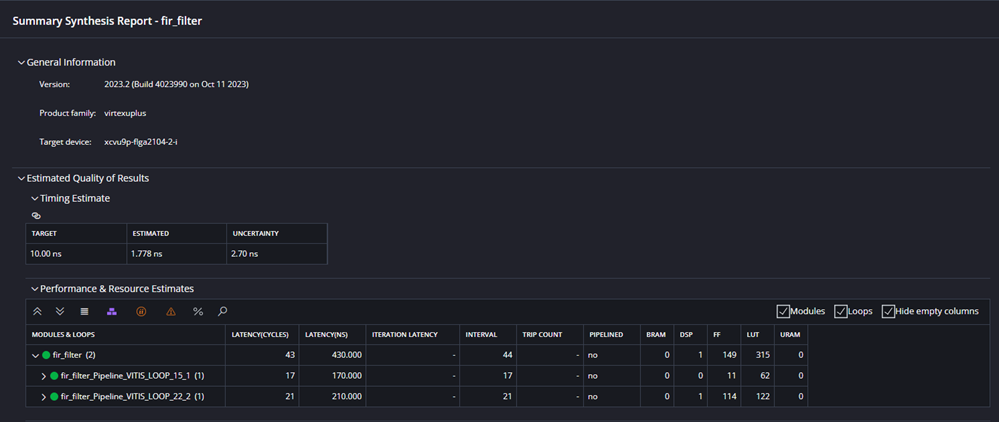 Summary Synthesis Report - fir_filter
General Information
Version: 2023.2 (Build 4023990 on Oct 11 2023)
Product family: virtexuplus
Target device: xcvu9p-flga2104-2-i
Estimated Quality of Results
Timing Estimate
TARGET ESTIMATED UNCERTAINTY
10.00 ns 1.778 ns 2.70 ns
Performance & Resource Estimates
% Modules Loops Hide empty columns
MODULES & LOOPS LATENCY(CYCLES) LATENCY(NS) ITERATION LATENCY INTERVAL TRIP COUNT PIPELINED BRAM DSP FF LUT URAM
fir_filter (2) 43 430.000 - 44 - no 0 1 149 315 0
fir_filter_Pipeline_VITIS_LOOP_15_1 (1) 17 170.000 - 17 - no 0 0 11 62 0
fir_filter_Pipeline_VITIS_LOOP_22_2 (1) 21 210.000 - 21 - no 0 1 114 122 0